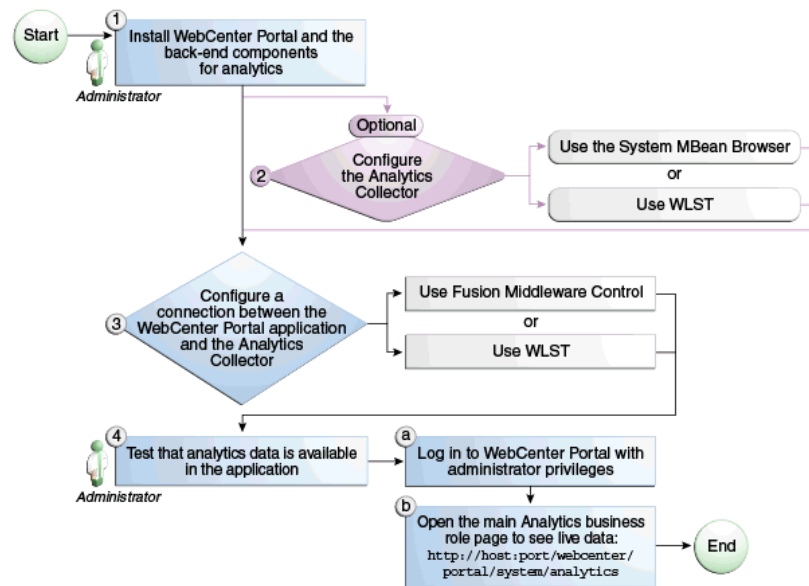 Start
1
Install WebCenter Portal and the
back-end components
for analytics
Administrator
Optional
2
Configure
the Analytics
Collector
Use the System MBean Browser
or
Use WLST
3
Configure a
connection between the
WebCenter Portal application
and the Analytics
Collector
Use Fusion Middleware Control
or
Use WLST
4
Test that analytics data is available
in the application
Administrator
a
Log in to WebCenter Portal with
administrator privileges
b
Open the main Analytics business
role page to see live data:
http://host:port/webcenter/
portal/system/analytics
End